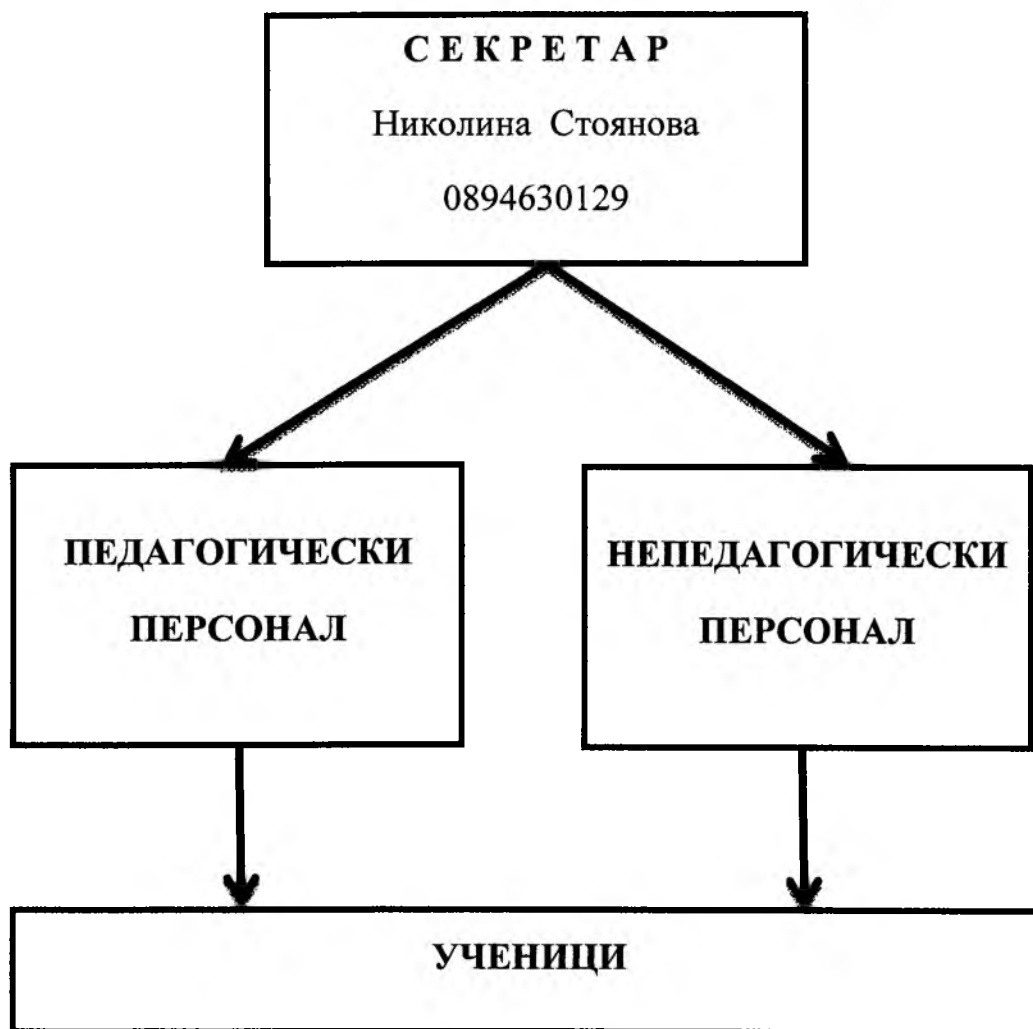 СЕКРЕТАР
Николина Стоянова
0894630129
ПЕДАГОГИЧЕСКИ
ПЕРСОНАЛ
НЕПЕДАГОГИЧЕСКИ
ПЕРСОНАЛ
УЧЕНИЦИ